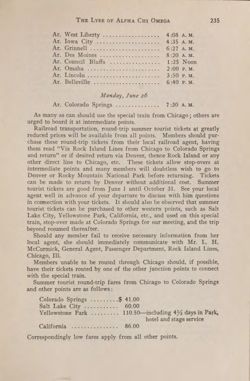 The Lyre of Alpha Chi Omega 235
Ar. West Liberty .................. 4:08 A. M.
Ar. Iowa City .................... 4:35 A. M.
Ar. Grinnell ..................... 6:27 A. M.
Ar. Des Moines ................... 8:20 A. M.
Ar. Council Bluffs ............... 1:25 Noon
Ar. Omaha ....................... 2:00 P. M.
Ar. Lincoln ...................... 3:50 P. M.
Ar. Belleville .................... 6:40 P. M.
Monday, June 26
Ar. Colorado Springs ............. 7:30 A. M.
As many as can should use the special train from Chicago; others are
urged to board it at intermediate points.
Railroad transportation, round-trip summer tourist tickets at greatly
reduced prices will be available from all points. Members should pur-
chase these round-trip tickets from their local railroad agent, having
them read "Via Rock Island Lines from Chicago to Colorado Springs
and return" or if desired return via Denver, thence Rock Island or any
other direct line to Chicago, etc. These tickets allow stop-overs at
intermediate points and many members will doubtless wish to go to
Denver or Rocky Mountain National Park before returning. Tickets
can be made to return by Denver without additional fare. Summer
tourist tickets are good from June 1 until October 31. See your local
agent well in advance of your departure to discuss with him questions
in connection with your tickets. It should also be observed that summer
tourist tickets can be purchased to other western points, such as Salt
Lake City, Yellowstone Park, California, etc., and used on this special
train, stop-over made at Colorado Springs for our meeting, and the trip
beyond resumed thereafter.
Should any member fail to receive necessary information from her
local agent, she should immediately communicate with Mr. L. H.
McCormick, General Agent, Passenger Department, Rock Island Lines,
Chicago, Ill.
Members unable to be routed through Chicago should, if possible,
have their tickets routed by one of the other junction points to connect
with the special train.
Summer tourist round-trip fares from Chicago to Colorado Springs
and other points are as follows:
Colorado Springs .........$ 41.00
Salt Lake City ........... 60.00
Yellowstone Park ......... 110.50—including 4½ days in Park,
hotel and stage service
California ............... 86.00
Correspondingly low fares apply from all other points.